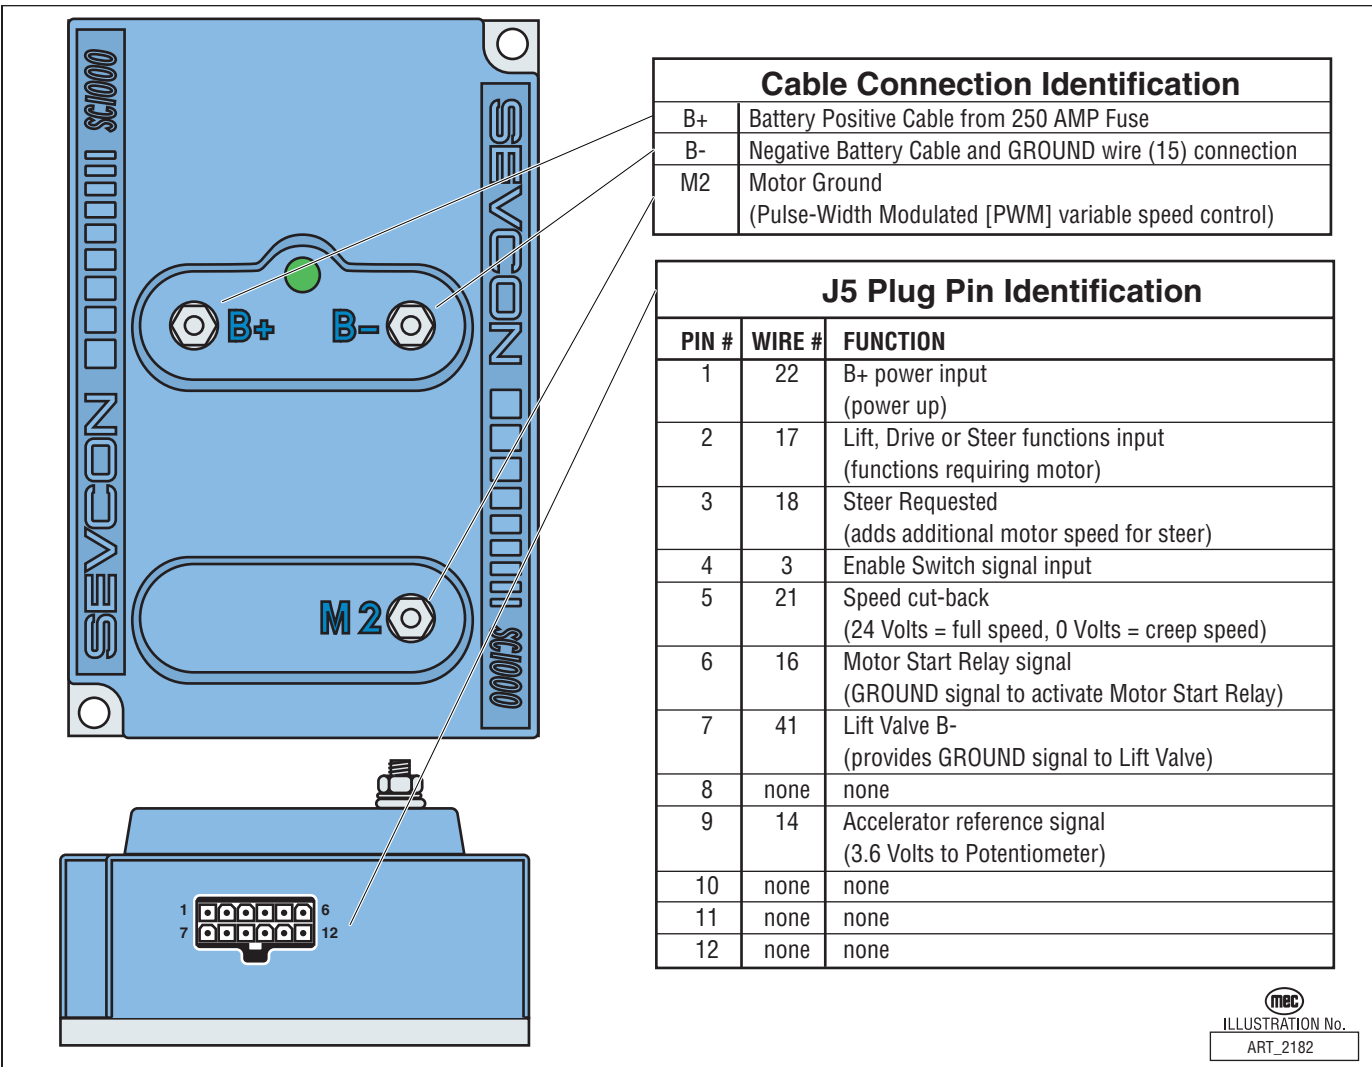 SEVCON SC1000
SEVCON SC1000
B+ B-
M2
Cable Connection Identification
B+ Battery Positive Cable from 250 AMP Fuse
B- Negative Battery Cable and GROUND wire (15) connection
M2 Motor Ground
(Pulse-Width Modulated [PWM] variable speed control)
J5 Plug Pin Identification
PIN # WIRE # FUNCTION
1 22 B+ power input
(power up)
2 17 Lift, Drive or Steer functions input
(functions requiring motor)
3 18 Steer Requested
(adds additional motor speed for steer)
4 3 Enable Switch signal input
5 21 Speed cut-back
(24 Volts = full speed, 0 Volts = creep speed)
6 16 Motor Start Relay signal
(GROUND signal to activate Motor Start Relay)
7 41 Lift Valve B-
(provides GROUND signal to Lift Valve)
8 none none
9 14 Accelerator reference signal
(3.6 Volts to Potentiometer)
10 none none
11 none none
12 none none
1 6
7 12
mec
ILLUSTRATION No.
ART_2182